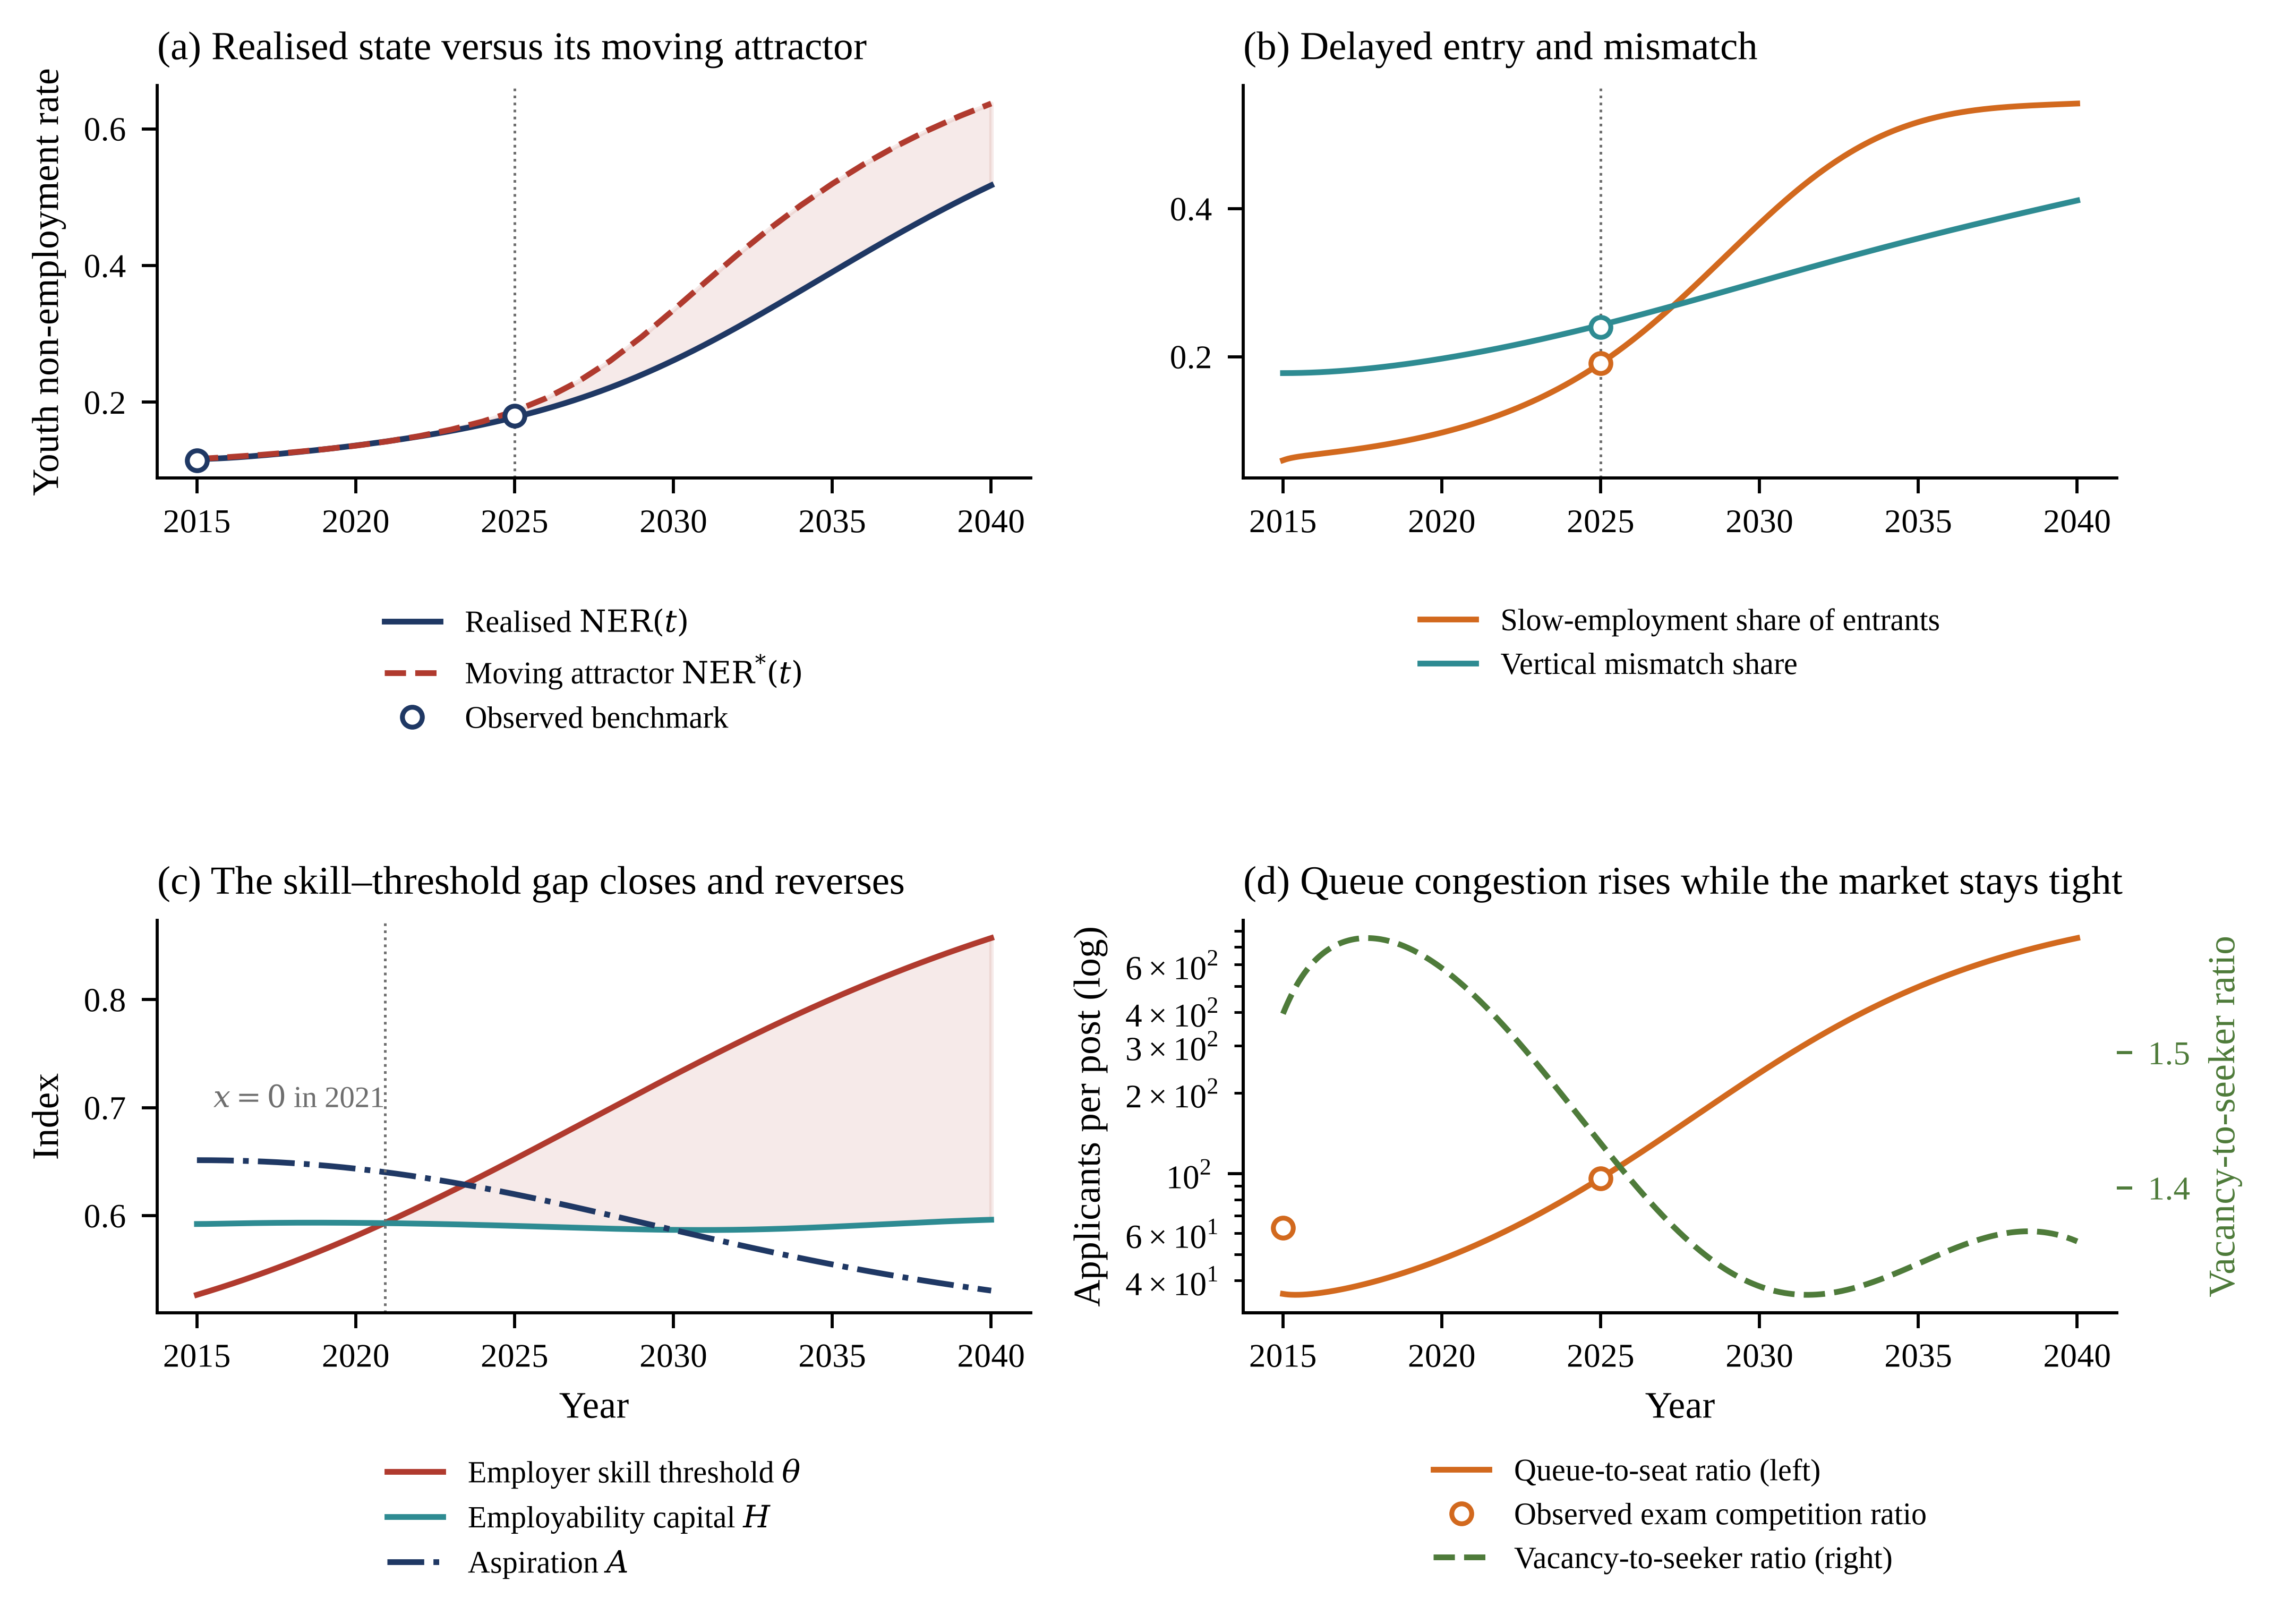 (a) Realised state versus its moving attractor
Youth non-employment rate
0.6
0.4
0.2
2015 2020 2025 2030 2035 2040
Realised NER(t)
Moving attractor NER*(t)
Observed benchmark
(b) Delayed entry and mismatch
0.4
0.2
2015 2020 2025 2030 2035 2040
Slow-employment share of entrants
Vertical mismatch share
(c) The skill–threshold gap closes and reverses
Index
0.8
0.7
0.6
x = 0 in 2021
2015 2020 2025 2030 2035 2040
Year
Employer skill threshold θ
Employability capital H
Aspiration A
(d) Queue congestion rises while the market stays tight
Applicants per post (log)
6 × 10²
4 × 10²
3 × 10²
2 × 10²
10²
6 × 10¹
4 × 10¹
1.5
1.4
Vacancy-to-seeker ratio
2015 2020 2025 2030 2035 2040
Year
Queue-to-seat ratio (left)
Observed exam competition ratio
Vacancy-to-seeker ratio (right)